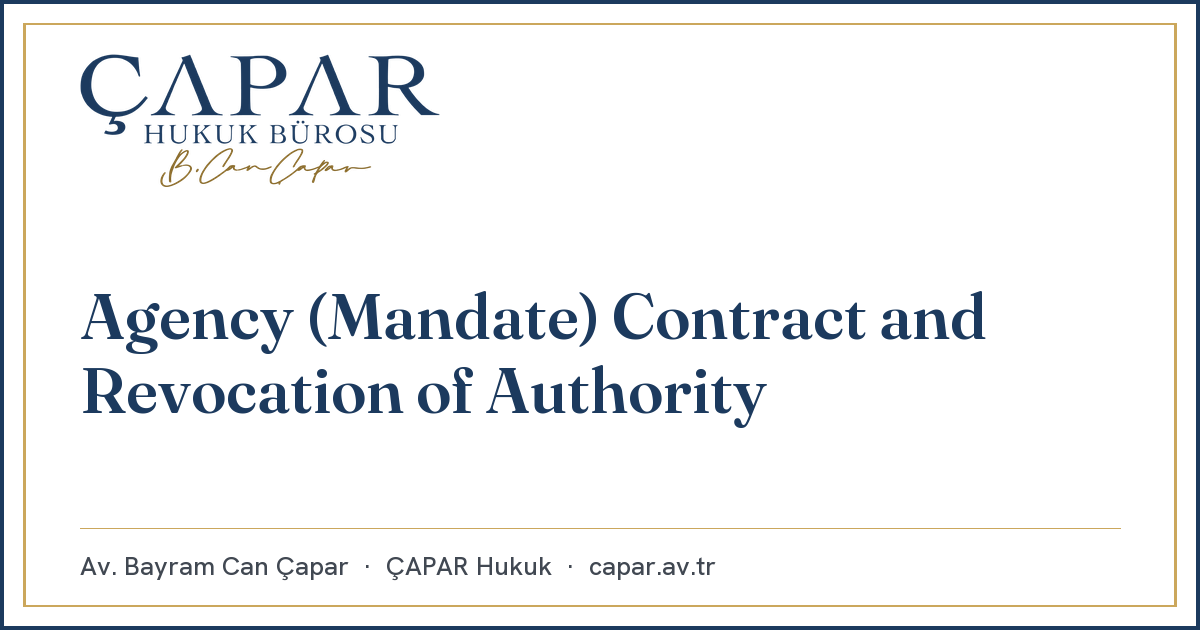 ÇAPAR
HUKUK BÜROSU
B.Can Çapar
Agency (Mandate) Contract and
Revocation of Authority
Av. Bayram Can Çapar · ÇAPAR Hukuk · capar.av.tr